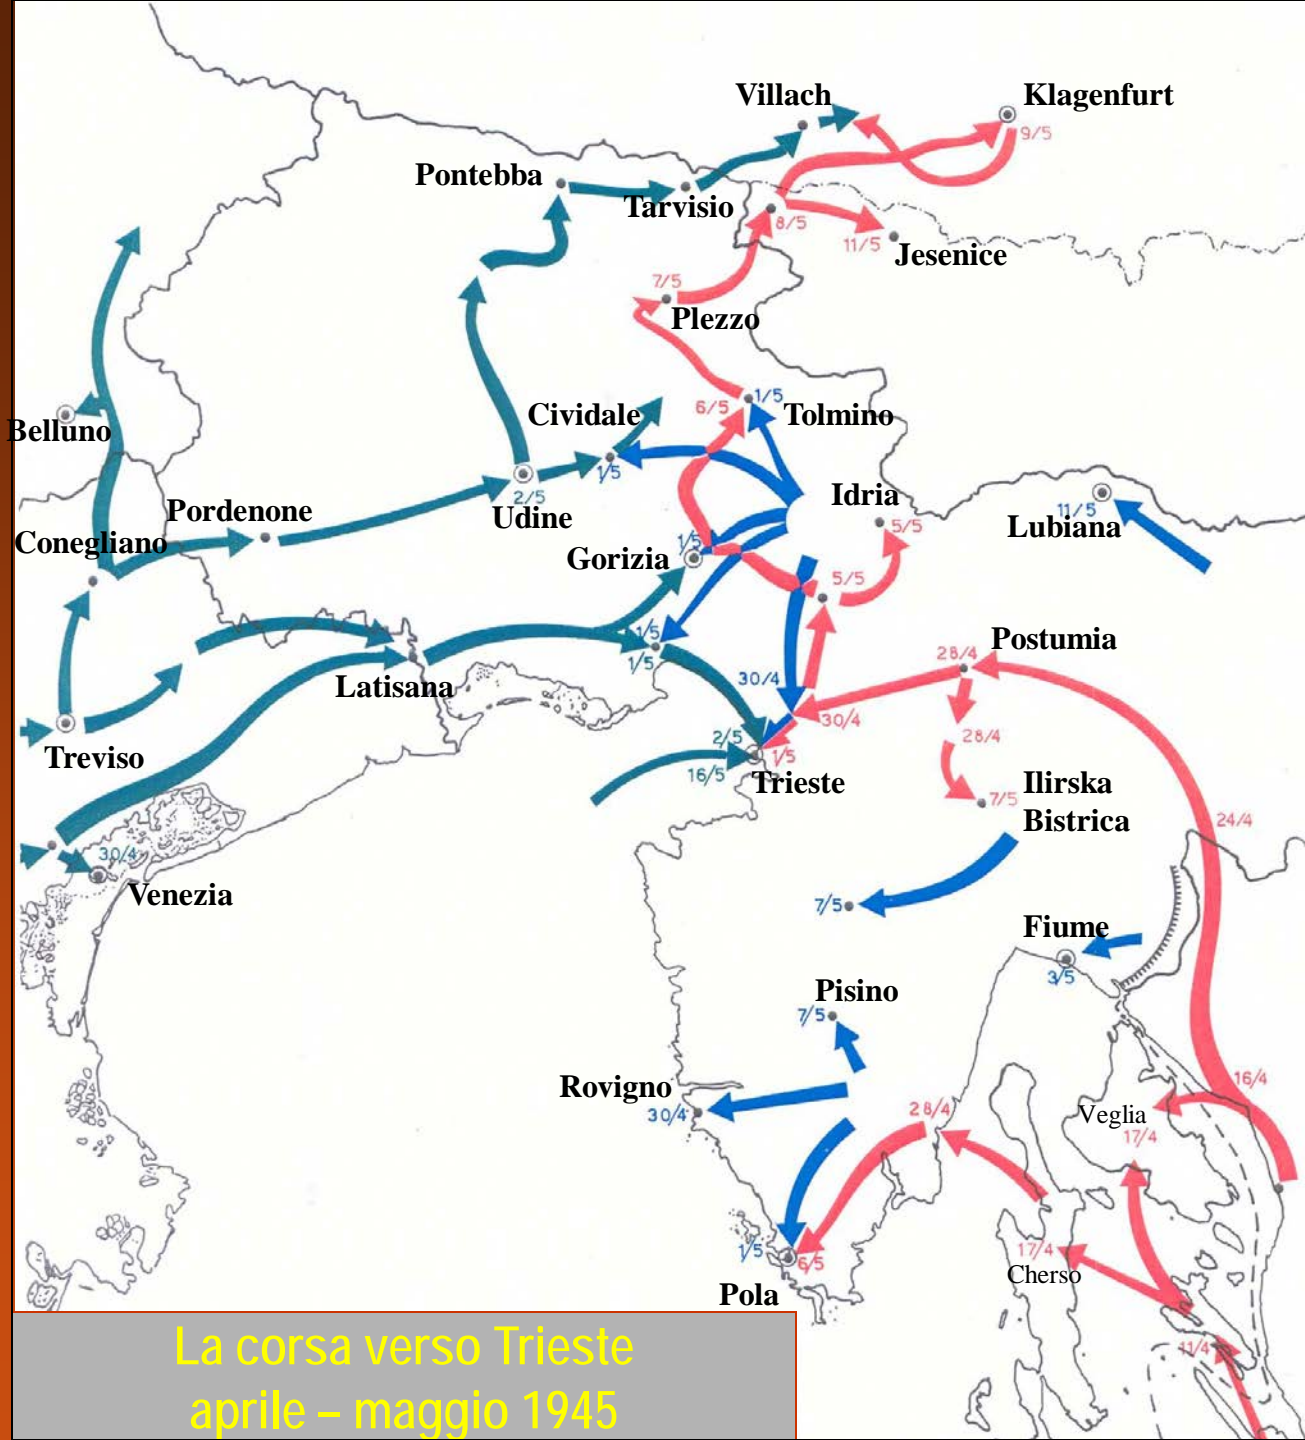 Villach
Klagenfurt
9/5
Pontebba
Tarvisio
8/5
11/5
Jesenice
7/5
Plezzo
Belluno
Cividale
6/5
1/5
Tolmino
1/5
2/5
Udine
Pordenone
Idria
5/5
11/5
Lubiana
Conegliano
Gorizia
1/5
5/5
1/5
1/5
Postumia
28/4
Latisana
30/4
30/4
28/4
Treviso
2/5
16/5
1/5
Trieste
7/5
Ilirska
Bistrica
24/4
30/4
Venezia
7/5
Fiume
3/5
Pisino
7/5
Rovigno
30/4
28/4
16/4
Veglia
17/4
1/5
6/5
Pola
17/4
Cherso
11/4
La corsa verso Trieste
aprile – maggio 1945